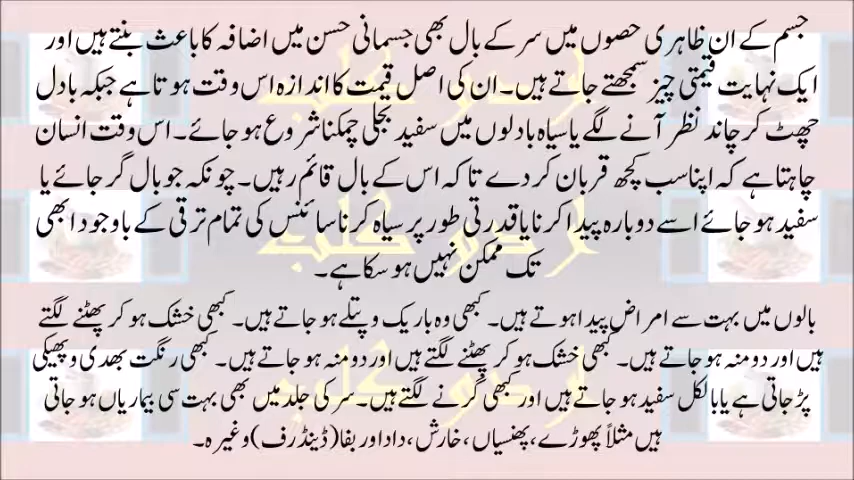 جسم کے ان ظاہری حصوں میں سر کے بال بھی جسمانی حسن میں اضافہ کا باعث بنتے ہیں اور
ایک نہایت قیمتی چیز سمجھتے جاتے ہیں۔ ان کی اصل قیمت کا اندازہ اس وقت ہوتا ہے جبکہ بادل
چھٹ کر چاند نظر آنے لگے یا سیاہ بادلوں میں سفید بجلی چمکنا شروع ہو جائے۔ اس وقت انسان
چاہتا ہے کہ اپنا سب کچھ قربان کر دے تاکہ اس کے بال قائم رہیں۔ چونکہ جو بال گر جائے یا
سفید ہو جائے اسے دوبارہ پیدا کرنا یا قدرتی طور پر سیاہ کرنا سائنس کی تمام ترقی کے باوجود ابھی
تک ممکن نہیں ہو سکا ہے۔
بالوں میں بہت سے امراض پیدا ہوتے ہیں۔ کبھی وہ باریک و پتلے ہو جاتے ہیں۔ کبھی خشک ہو کر پھٹنے لگتے
ہیں اور دو منہ ہو جاتے ہیں۔ کبھی خشک ہو کر پھٹنے لگتے ہیں اور دو منہ ہو جاتے ہیں۔ کبھی رنگت بھدی و پھیکی
پڑ جاتی ہے یا بالکل سفید ہو جاتے ہیں اور کبھی گرنے لگتے ہیں۔ سر کی جلد میں بھی بہت سی بیماریاں ہو جاتی
ہیں مثلاً پھوڑے، پھنسیاں، خارش، داد اور بفا (ڈینڈرف) وغیرہ۔
اردو کلب
اردو کلب
اردو کلب